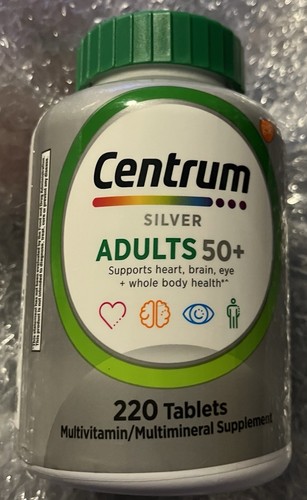 Centrum
SILVER
ADULTS 50+
Supports heart, brain, eye
+ whole body health*^
220 Tablets
Multivitamin/Multimineral Supplement